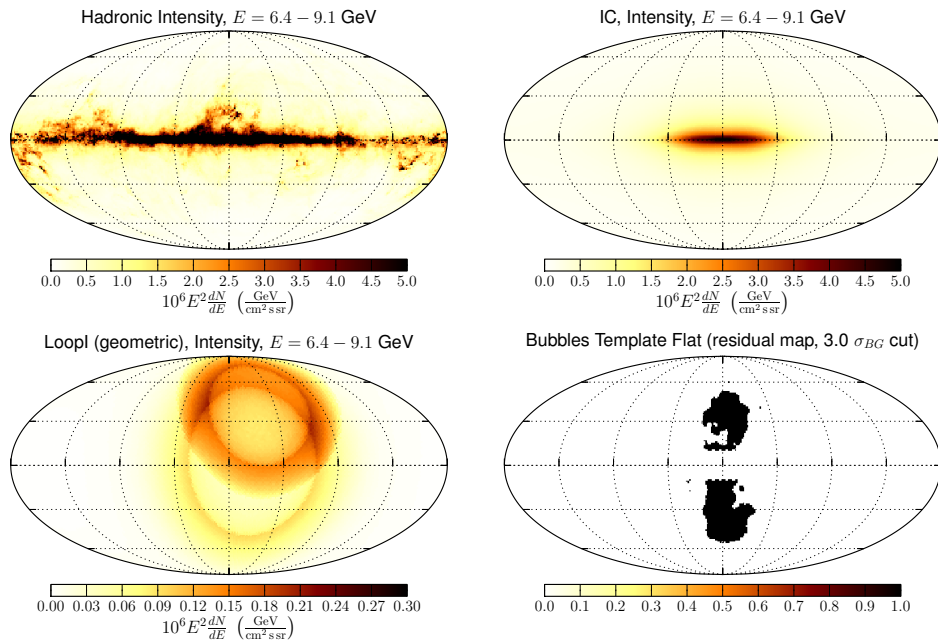 Hadronic Intensity, E = 6.4 − 9.1 GeV
0.0 0.5 1.0 1.5 2.0 2.5 3.0 3.5 4.0 4.5 5.0
10^6 E^2 dN/dE (GeV/cm^2 s sr)
IC, Intensity, E = 6.4 − 9.1 GeV
0.0 0.5 1.0 1.5 2.0 2.5 3.0 3.5 4.0 4.5 5.0
10^6 E^2 dN/dE (GeV/cm^2 s sr)
LoopI (geometric), Intensity, E = 6.4 − 9.1 GeV
0.00 0.03 0.06 0.09 0.12 0.15 0.18 0.21 0.24 0.27 0.30
10^6 E^2 dN/dE (GeV/cm^2 s sr)
Bubbles Template Flat (residual map, 3.0 σ_BG cut)
0.0 0.1 0.2 0.3 0.4 0.5 0.6 0.7 0.8 0.9 1.0